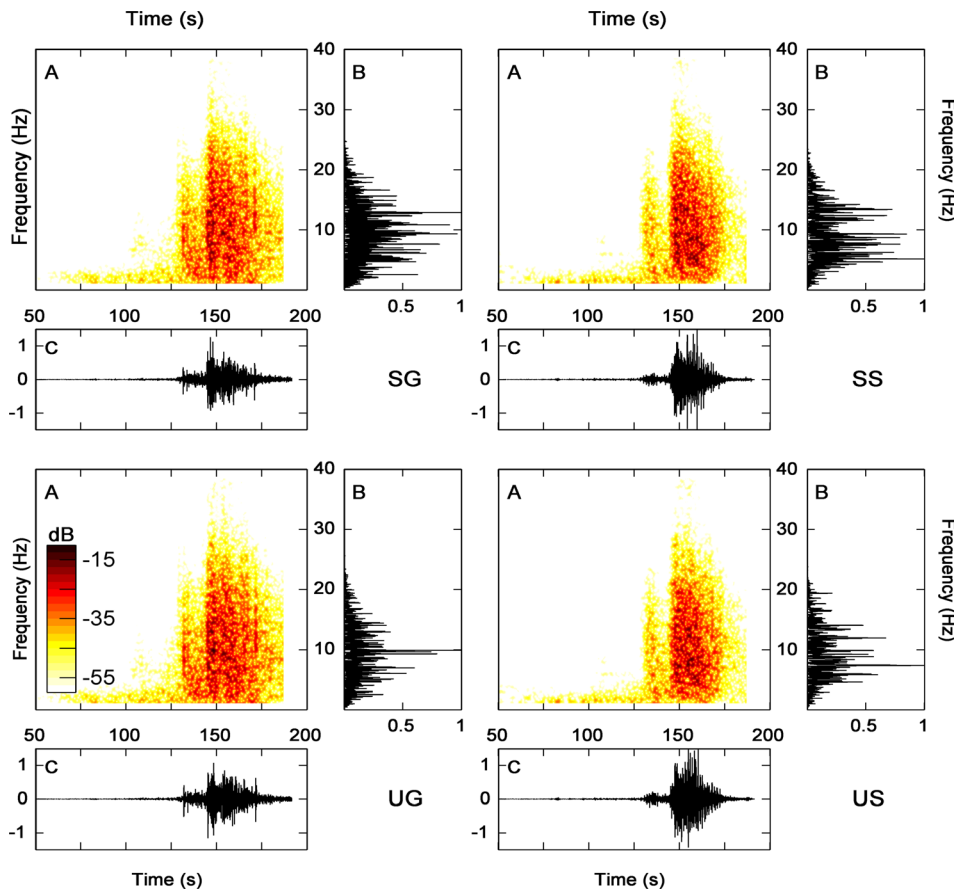 Time (s) Time (s)
40 40
A B A B
30 30
Frequency (Hz) 20 20 Frequency (Hz)
10 10
0.5 1 0.5 1
50 100 150 200 50 100 150 200
1 C 1 C
0 SG 0 SS
-1 -1
40 40
A B A B
dB
30 30
-15
Frequency (Hz) 20 20 Frequency (Hz)
-35
10 10
-55
0.5 1 0.5 1
50 100 150 200 50 100 150 200
1 C 1 C
0 UG 0 US
-1 -1
Time (s) Time (s)